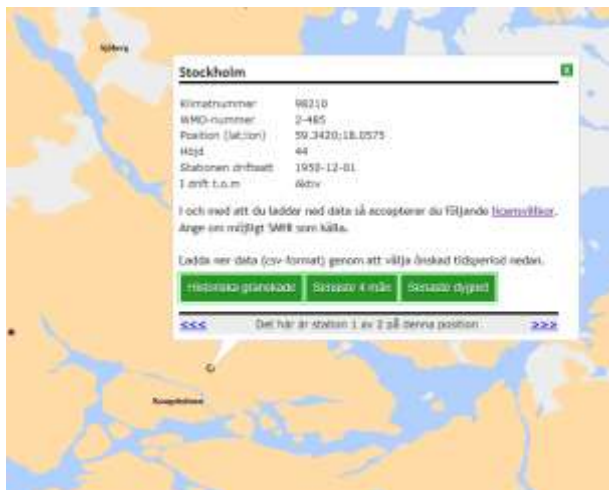 Stockholm
x
Klimatnummer 98210
WMO-nummer 2-485
Position (lat;lon) 59.3420;18.0575
Höjd 44
Stationen driftsatt 1950-12-01
I drift t.o.m Aktiv
I och med att du laddar ned data så accepterar du följande licensvillkor.
Ange om möjligt SMHI som källa.
Ladda ner data (csv-format) genom att välja önskad tidsperiod nedan.
Historiska granskade Senaste 4 mån Senaste dygnet
<<< Det här är station 1 av 2 på denna position >>>